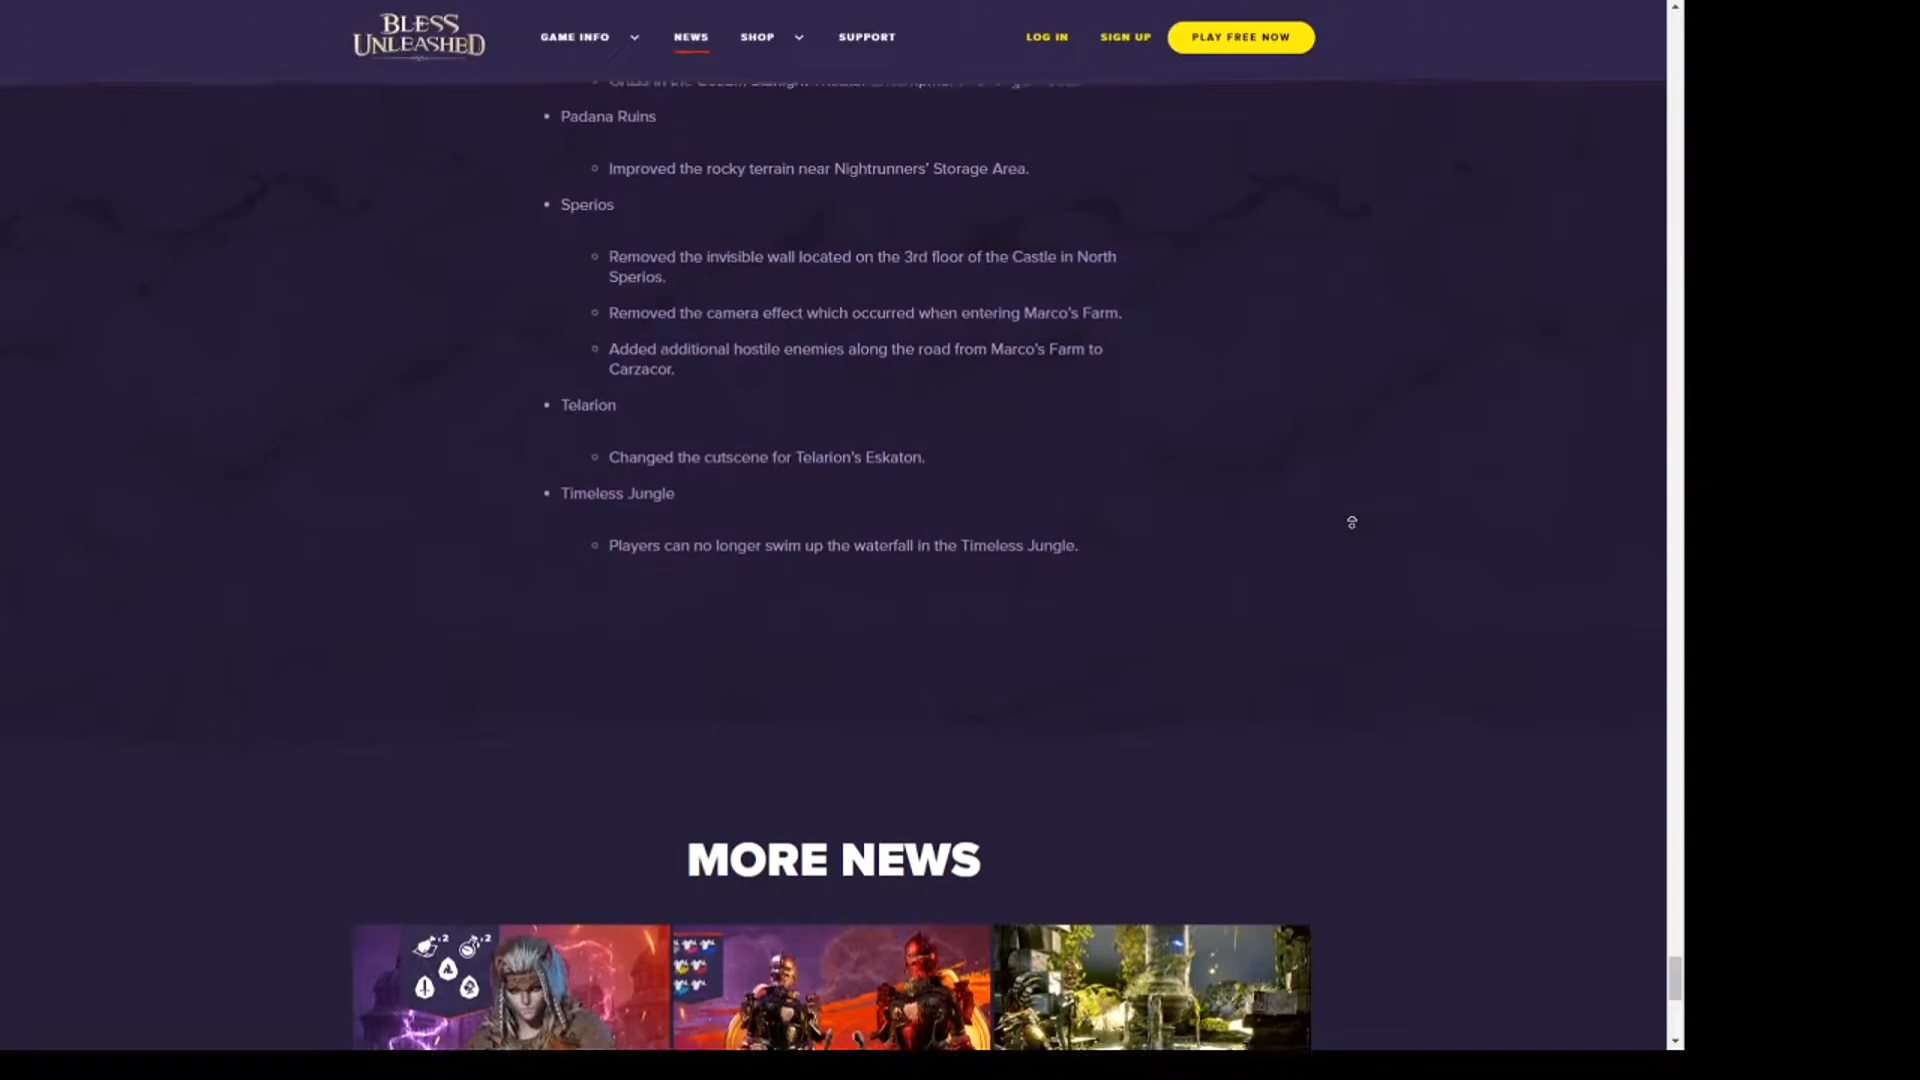 BLESS
UNLEASHED
GAME INFO
NEWS
SHOP
SUPPORT
LOG IN
SIGN UP
PLAY FREE NOW
• Padana Ruins
◦ Improved the rocky terrain near Nightrunners’ Storage Area.
• Sperios
◦ Removed the invisible wall located on the 3rd floor of the Castle in North
Sperios.
◦ Removed the camera effect which occurred when entering Marco’s Farm.
◦ Added additional hostile enemies along the road from Marco’s Farm to
Carzacor.
• Telarion
◦ Changed the cutscene for Telarion’s Eskaton.
• Timeless Jungle
◦ Players can no longer swim up the waterfall in the Timeless Jungle.
MORE NEWS